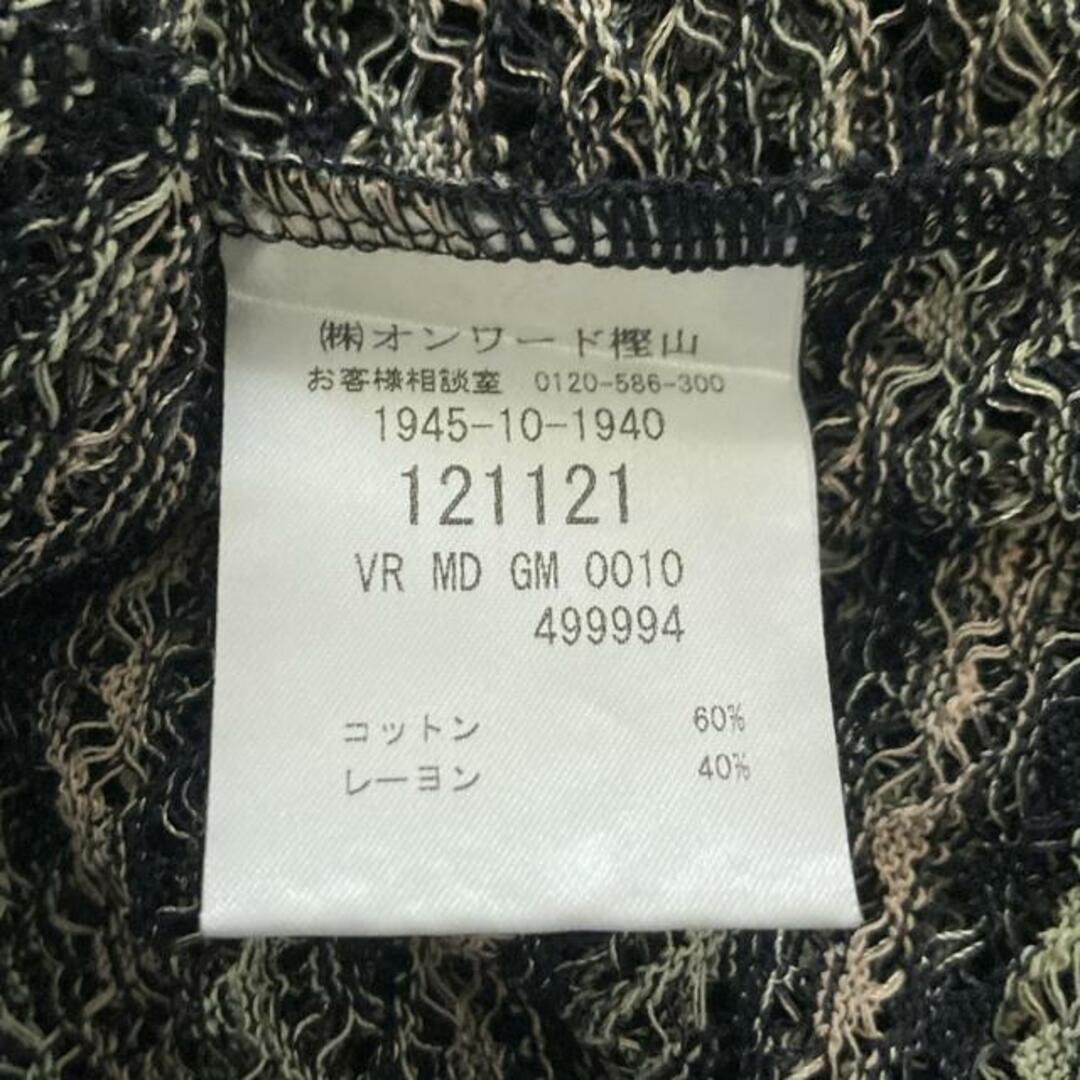 ㈱オンワード樫山
お客様相談室 0120-586-300
1945-10-1940
121121
VR MD GM 0010
499994
コットン 60%
レーヨン 40%